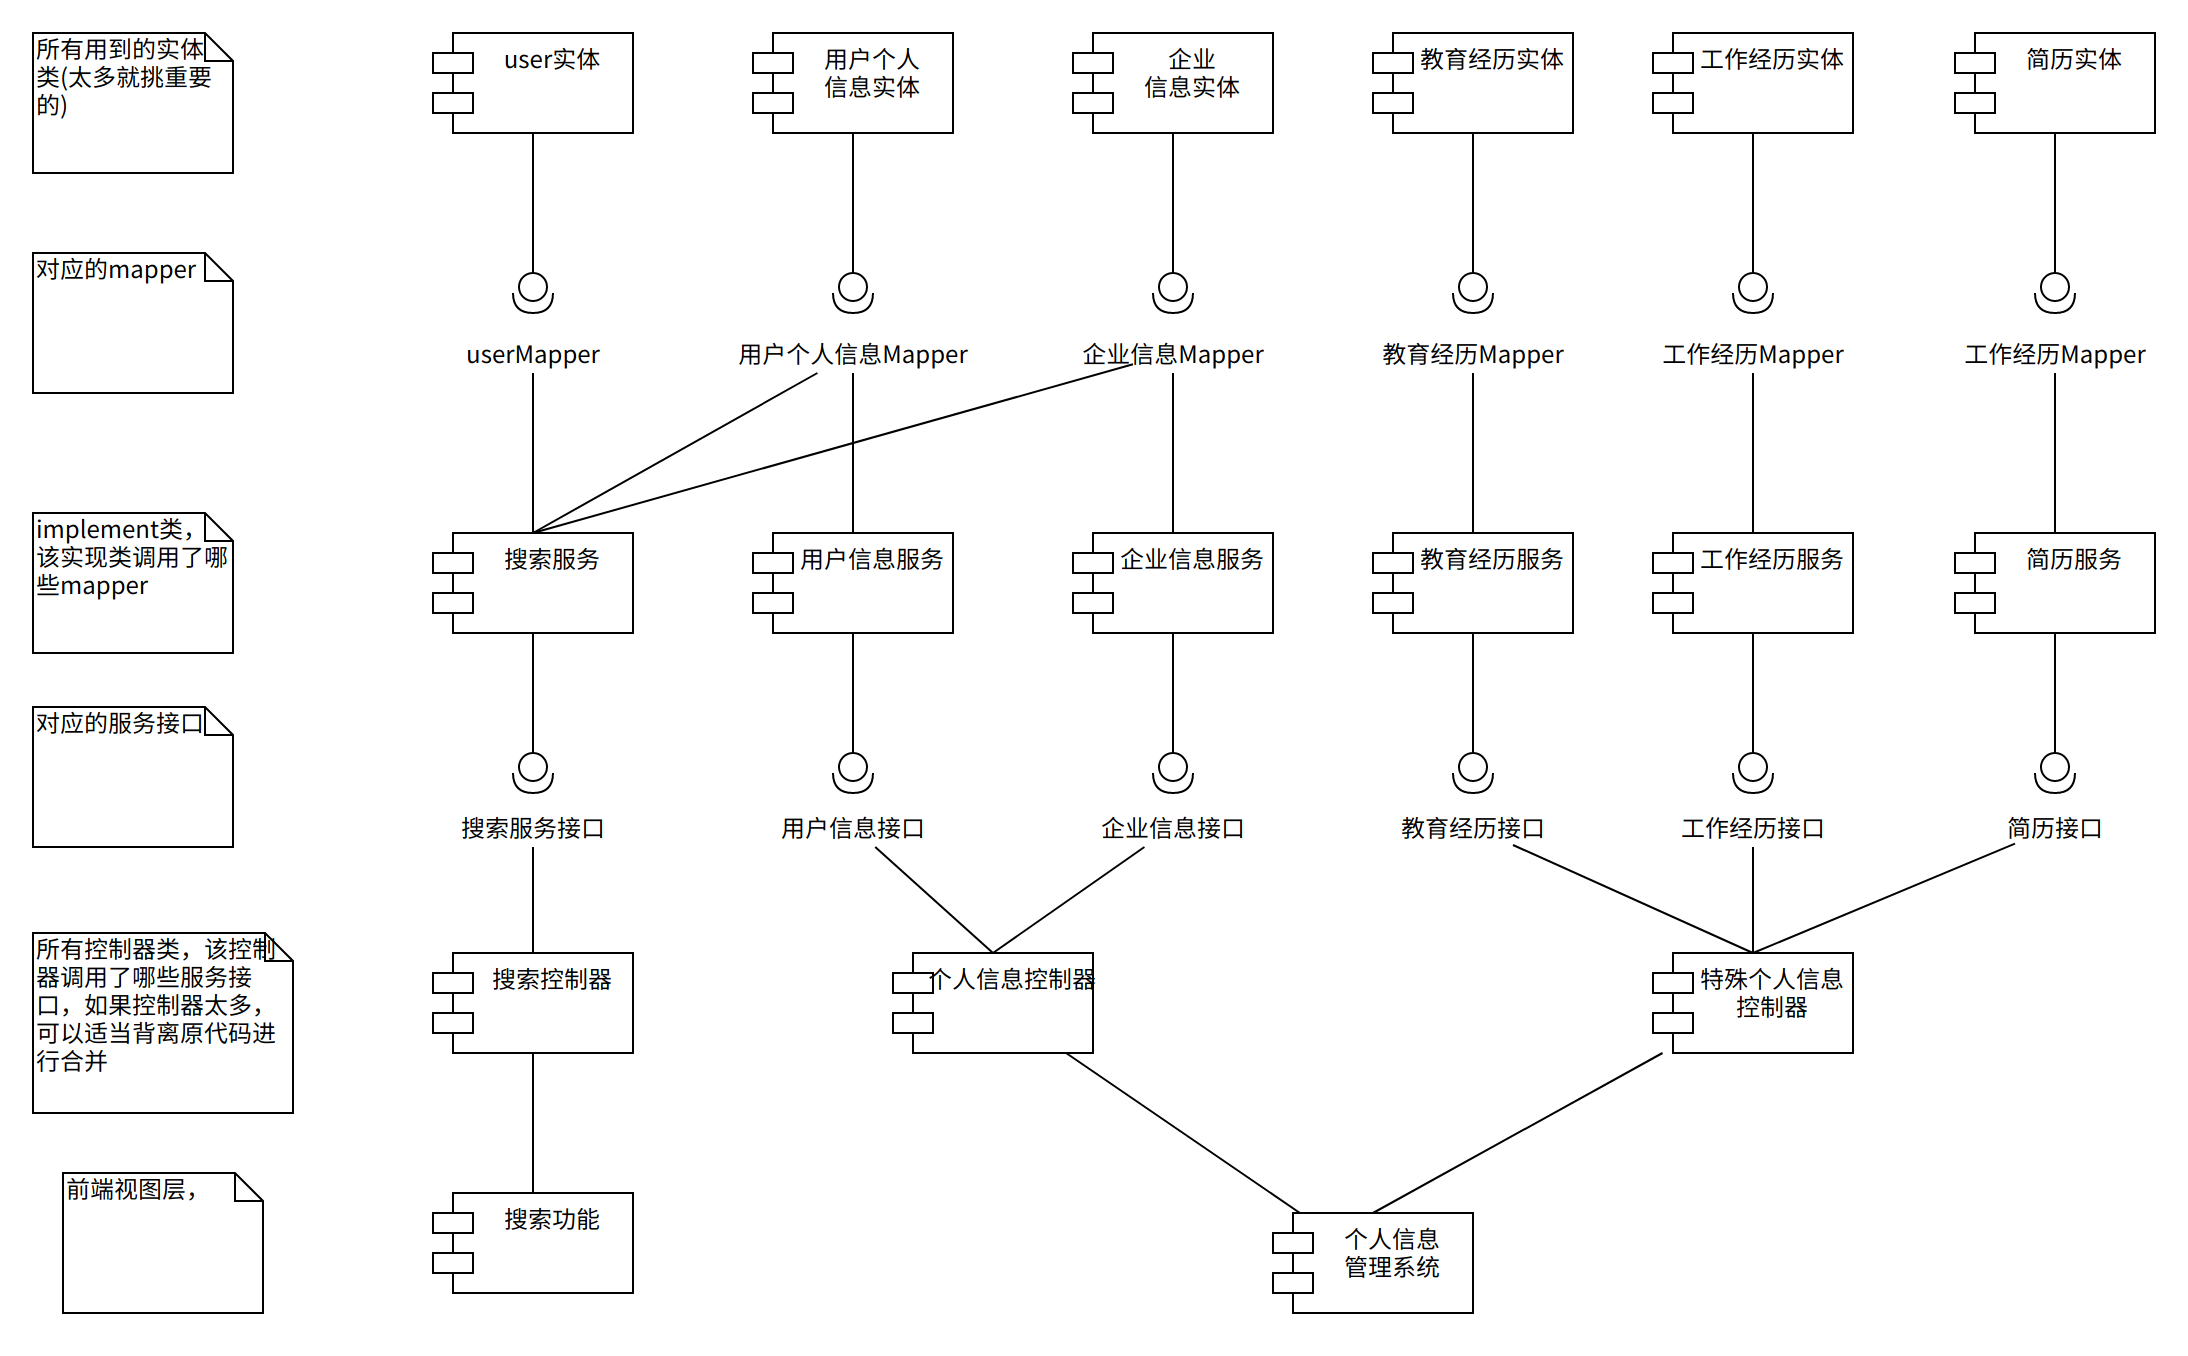 所有用到的实体
类(太多就挑重要
的)
user实体
用户个人
信息实体
企业
信息实体
教育经历实体
工作经历实体
简历实体
对应的mapper
userMapper
用户个人信息Mapper
企业信息Mapper
教育经历Mapper
工作经历Mapper
工作经历Mapper
implement类，
该实现类调用了哪
些mapper
搜索服务
用户信息服务
企业信息服务
教育经历服务
工作经历服务
简历服务
对应的服务接口
搜索服务接口
用户信息接口
企业信息接口
教育经历接口
工作经历接口
简历接口
所有控制器类，该控制
器调用了哪些服务接
口，如果控制器太多，
可以适当背离原代码进
行合并
搜索控制器
个人信息控制器
特殊个人信息
控制器
前端视图层，
搜索功能
个人信息
管理系统